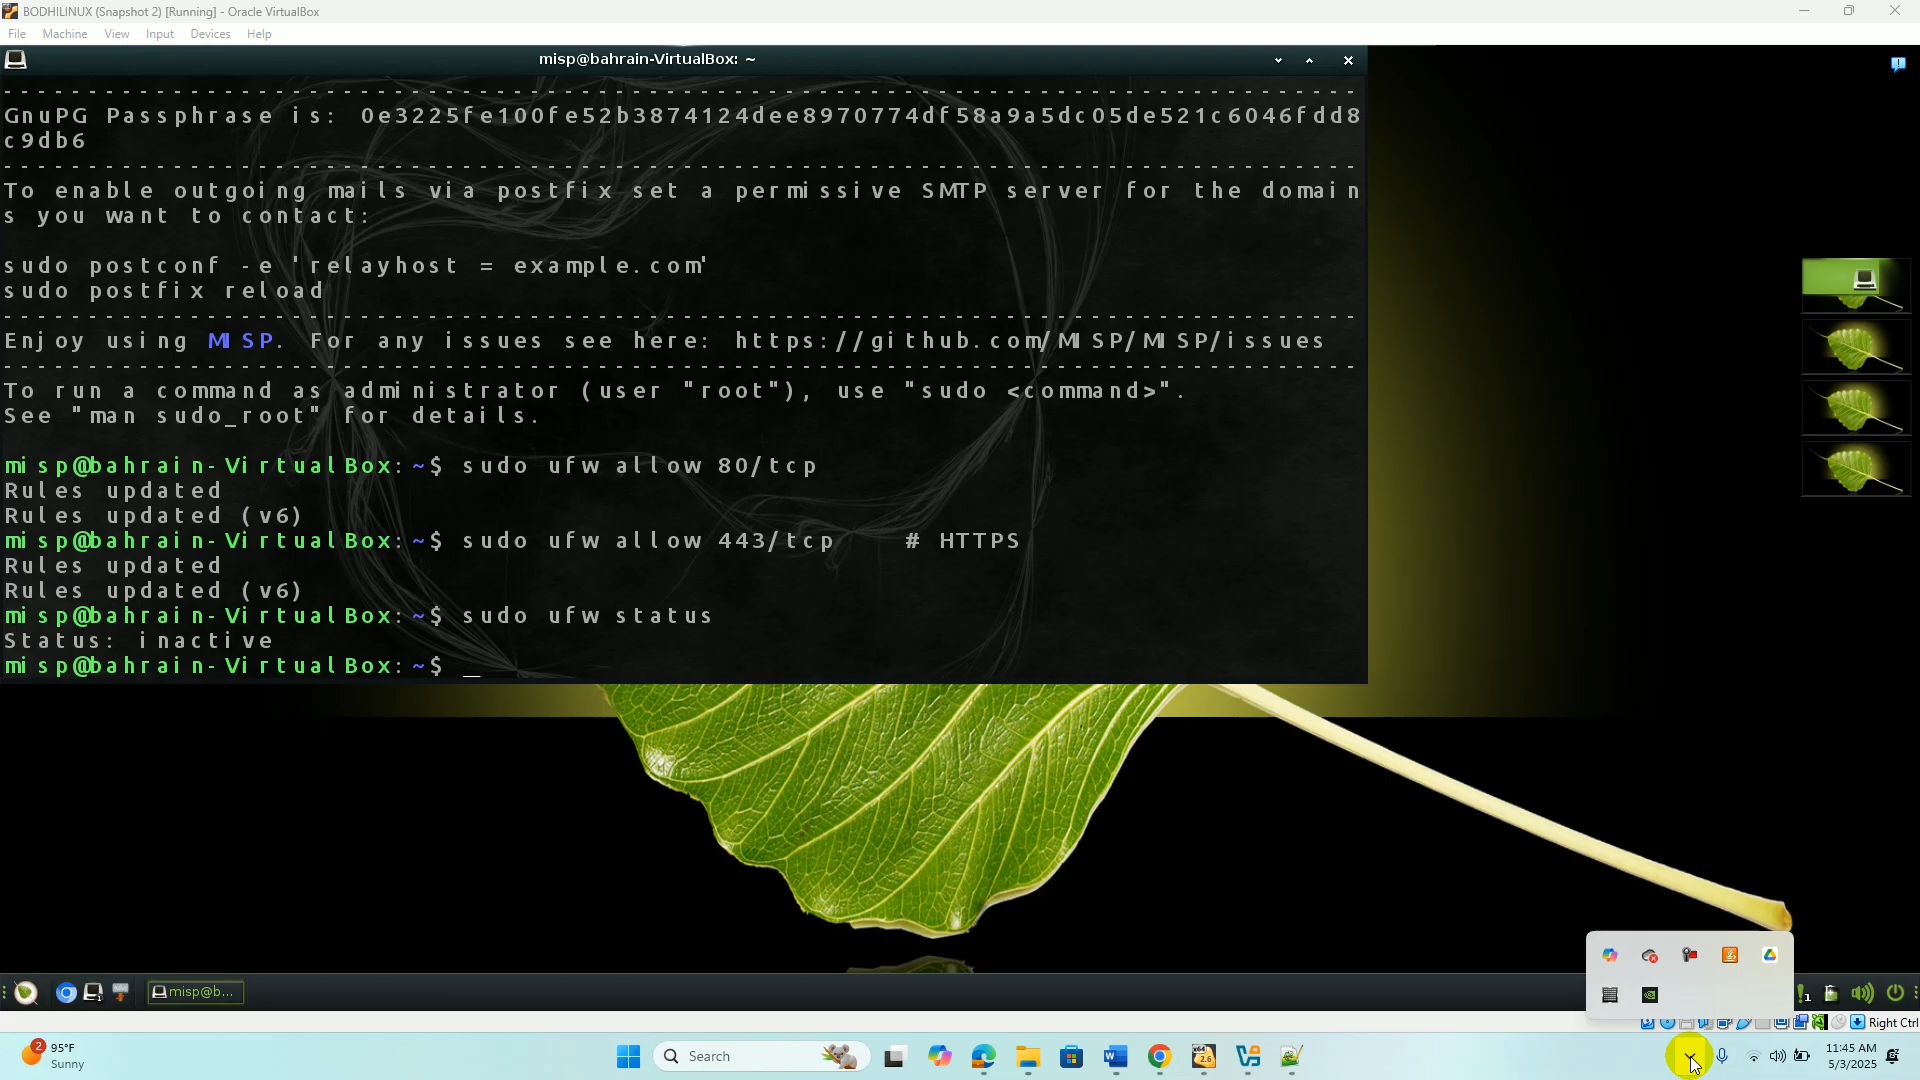 BODHILINUX (Snapshot 2) [Running] - Oracle VirtualBox
File Machine View Input Devices Help
misp@bahrain-VirtualBox: ~
--------------------------------------------------------------------------------
GnuPG Passphrase is: 0e3225fe100fe52b3874124dee8970774df58a9a5dc05de521c6046fdd8
c9db6
--------------------------------------------------------------------------------
To enable outgoing mails via postfix set a permissive SMTP server for the domain
s you want to contact:
sudo postconf -e 'relayhost = example.com'
sudo postfix reload
--------------------------------------------------------------------------------
Enjoy using MISP. For any issues see here: https://github.com/MISP/MISP/issues
--------------------------------------------------------------------------------
To run a command as administrator (user "root"), use "sudo <command>".
See "man sudo_root" for details.
misp@bahrain-VirtualBox:~$ sudo ufw allow 80/tcp
Rules updated
Rules updated (v6)
misp@bahrain-VirtualBox:~$ sudo ufw allow 443/tcp    # HTTPS
Rules updated
Rules updated (v6)
misp@bahrain-VirtualBox:~$ sudo ufw status
Status: inactive
misp@bahrain-VirtualBox:~$
misp@b...
1
Right Ctrl
2
95°F
Sunny
Search
x64
2.6
11:45 AM
5/3/2025